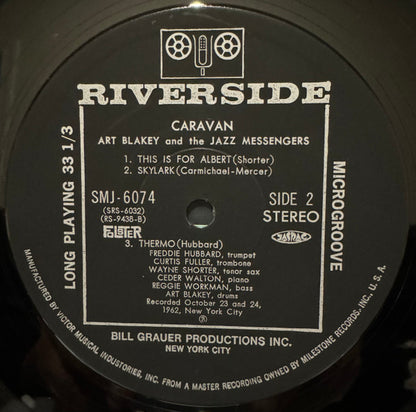 RIVERSIDE
CARAVAN
ART BLAKEY and the JAZZ MESSENGERS
1. THIS IS FOR ALBERT (Shorter)
2. SKYLARK (Carmichael-Mercer)
SMJ-6074
(SRS-6032)
(RS-9438-B)
SIDE 2
STEREO
3. THERMO (Hubbard)
FREDDIE HUBBARD, trumpet
CURTIS FULLER, trombone
WAYNE SHORTER, tenor sax
CEDER WALTON, piano
REGGIE WORKMAN, bass
ART BLAKEY, drums
Recorded October 23 and 24,
1962, New York City
LONG PLAYING 33 1/3
MICROGROOVE
BILL GRAUER PRODUCTIONS INC.
NEW YORK CITY
MANUFACTURED BY VICTOR MUSICAL INDUSTRIES, INC. FROM A MASTER RECORDING OWNED BY MILESTONE RECORDS, INC. U. S. A.